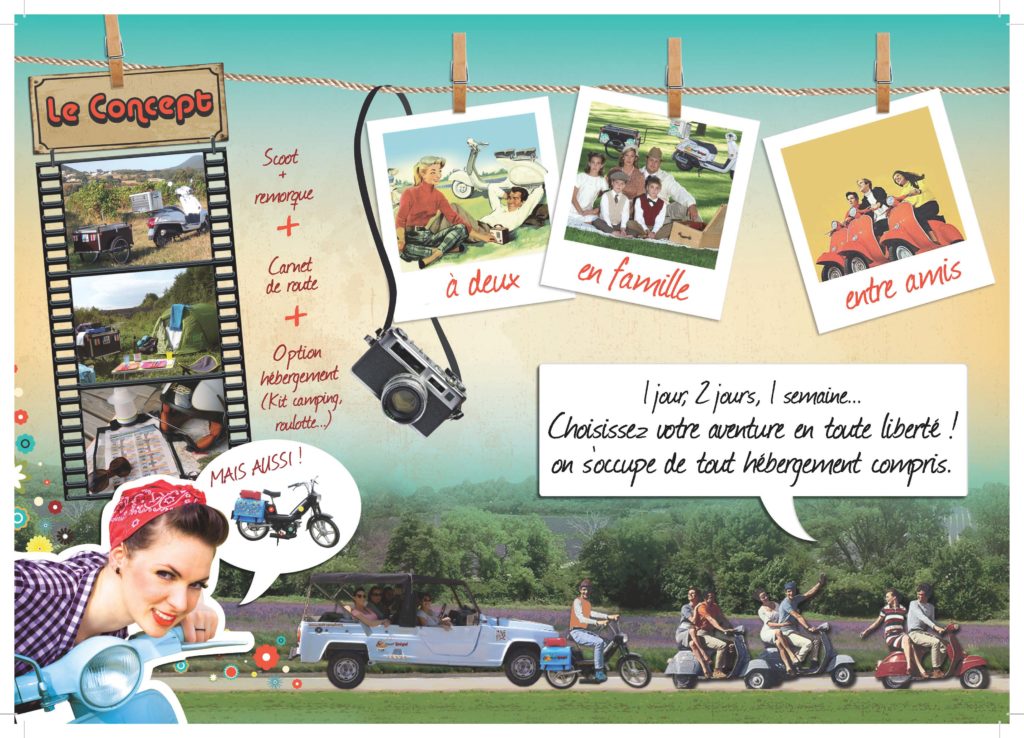 Le Concept
Scoot
+
remorque
+
Carnet
de route
+
Option
hébergement
(Kit camping,
roulotte...)
à deux
en famille
entre amis
1 jour, 2 jours, 1 semaine...
Choisissez votre aventure en toute liberté !
on s'occupe de tout hébergement compris.
MAIS AUSSI !